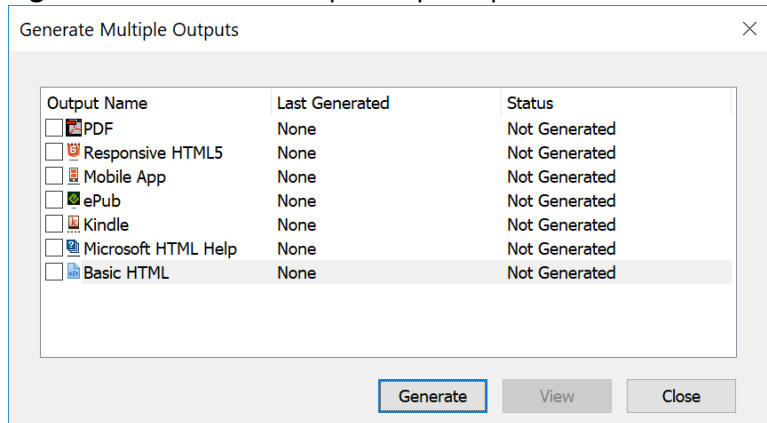 Generate Multiple Outputs
Output Name Last Generated Status
PDF None Not Generated
Responsive HTML5 None Not Generated
Mobile App None Not Generated
ePub None Not Generated
Kindle None Not Generated
Microsoft HTML Help None Not Generated
Basic HTML None Not Generated
Generate View Close